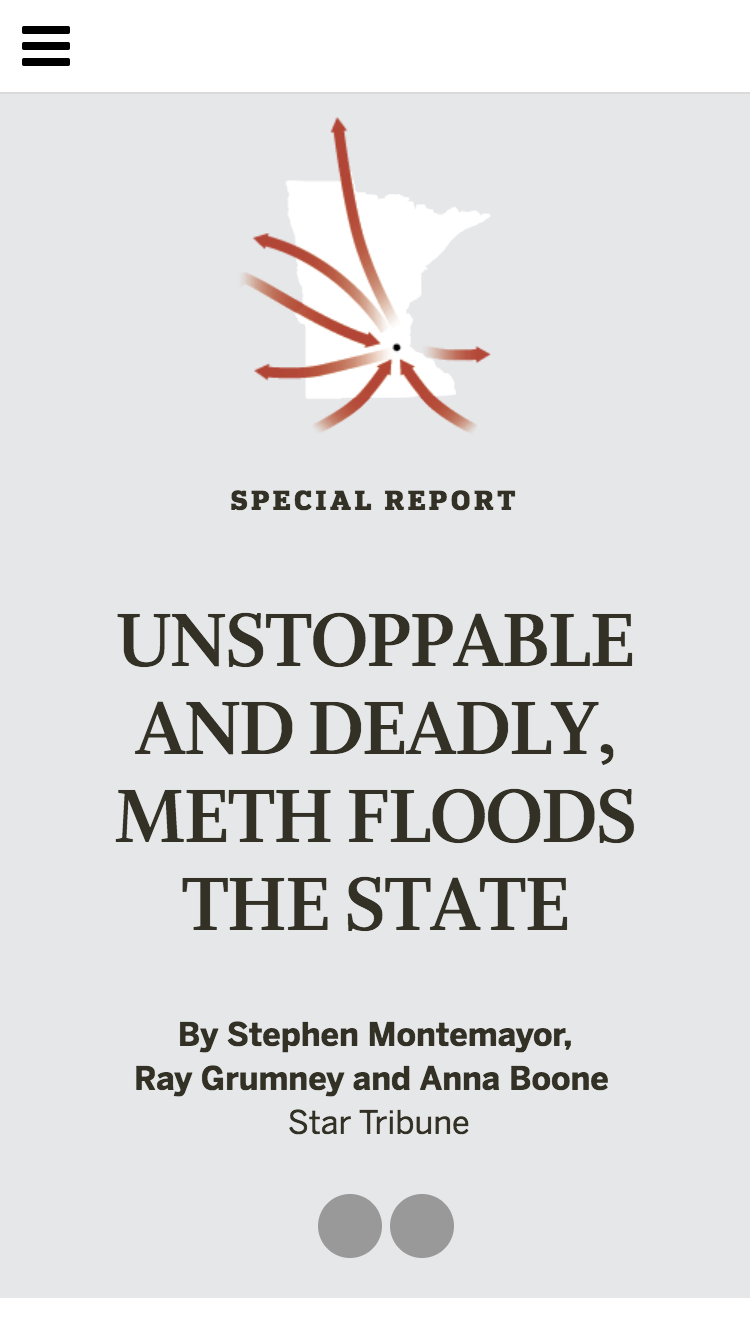 SPECIAL REPORT
UNSTOPPABLE
AND DEADLY,
METH FLOODS
THE STATE
By Stephen Montemayor,
Ray Grumney and Anna Boone
Star Tribune